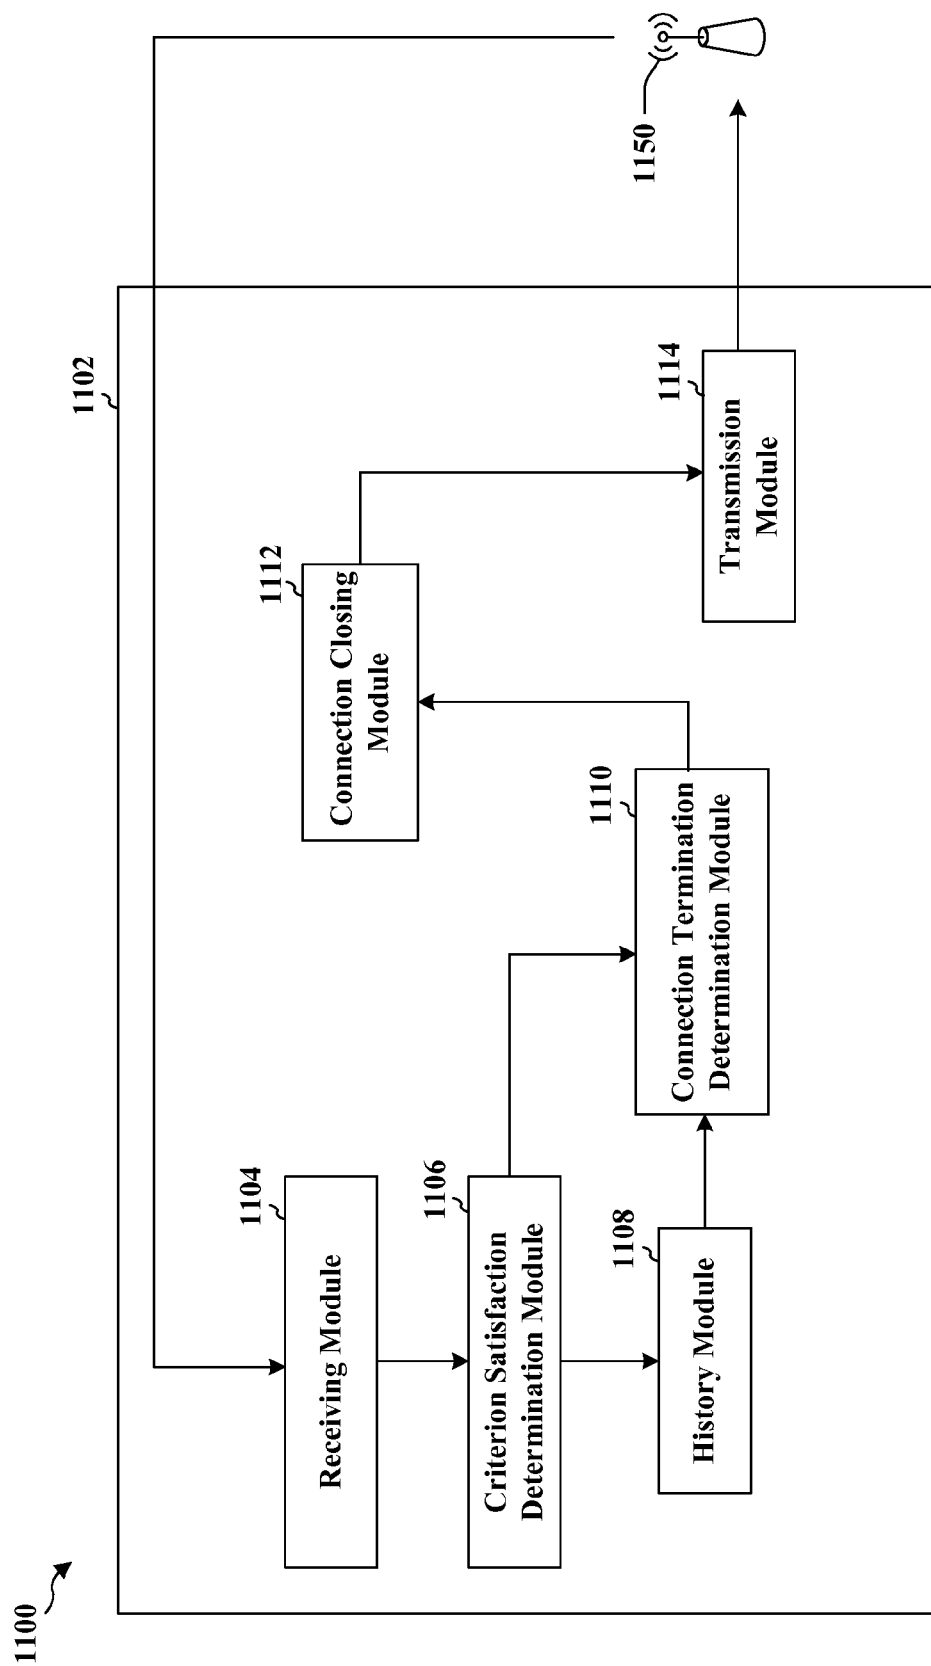 1100
1102
1104
Receiving Module
1106
Criterion Satisfaction
Determination Module
1108
History Module
1110
Connection Termination
Determination Module
1112
Connection Closing
Module
1114
Transmission
Module
1150